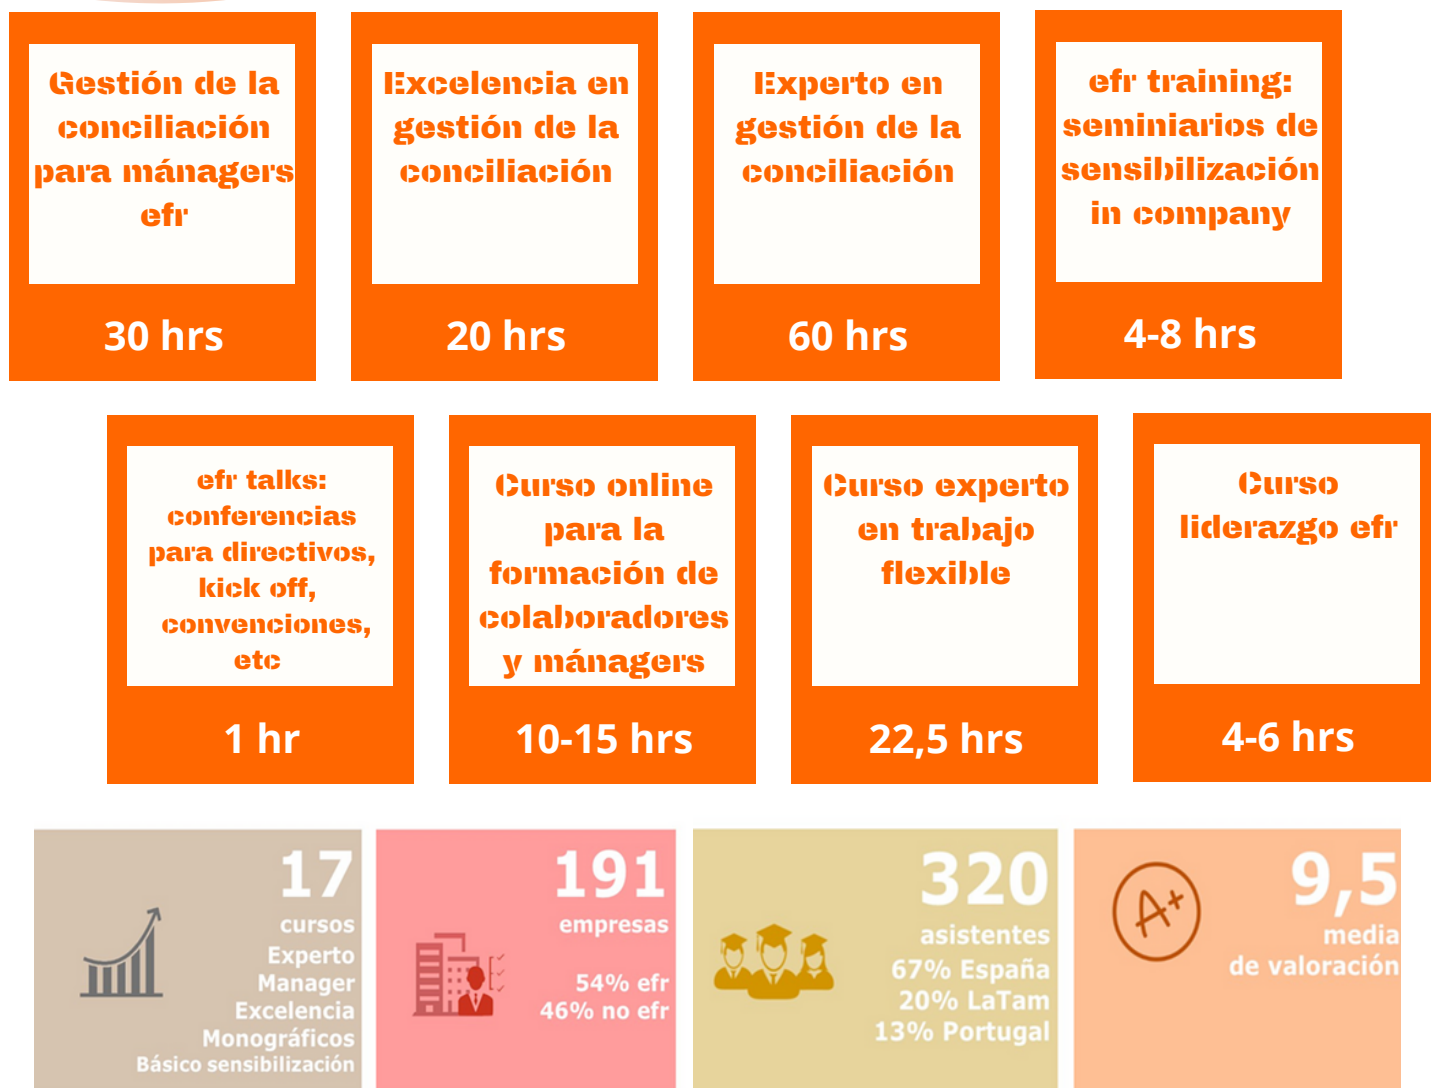 Gestión de la
conciliación
para mánagers
efr
30 hrs
Excelencia en
gestión de la
conciliación
20 hrs
Experto en
gestión de la
conciliación
60 hrs
efr training:
seminiarios de
sensibilización
in company
4-8 hrs
efr talks:
conferencias
para directivos,
kick off,
convenciones,
etc
1 hr
Curso online
para la
formación de
colaboradores
y mánagers
10-15 hrs
Curso experto
en trabajo
flexible
22,5 hrs
Curso
liderazgo efr
4-6 hrs
17
cursos
Experto
Manager
Excelencia
Monográficos
Básico sensibilización
191
empresas
54% efr
46% no efr
320
asistentes
67% España
20% LaTam
13% Portugal
A+
9,5
media
de valoración